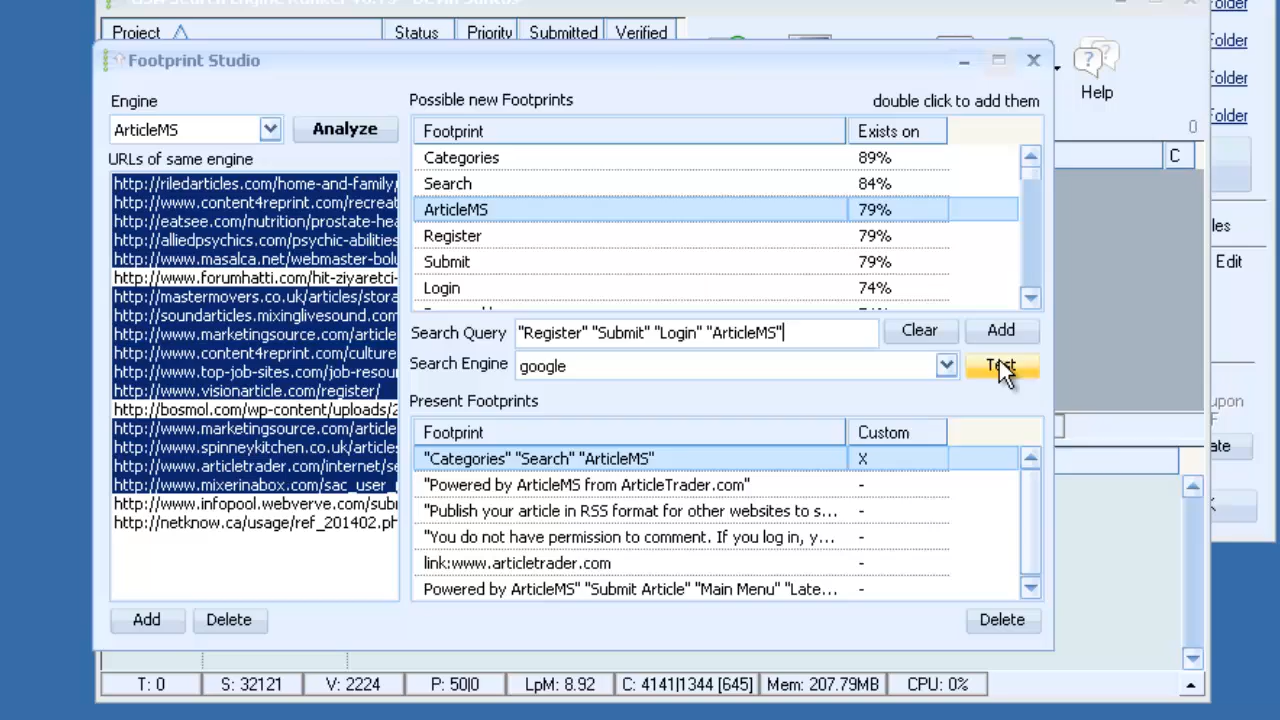 GSA Search Engine Ranker
Project Status Priority Submitted Verified
Folder
Folder
Folder
Folder
Help
0
C
les
Edit
upon
F
ate
Footprint Studio
Engine
ArticleMS Analyze
URLs of same engine
http://riledarticles.com/home-and-family,
http://www.content4reprint.com/recreat
http://eatsee.com/nutrition/prostate-hea
http://alliedpsychics.com/psychic-abilities
http://www.masalca.net/webmaster-bolu
http://www.forumhatti.com/hit-ziyaretci-
http://mastermovers.co.uk/articles/stora
http://soundarticles.mixinglivesound.com
http://www.marketingsource.com/article
http://www.content4reprint.com/culture
http://www.top-job-sites.com/job-resou
http://www.visionarticle.com/register/
http://bosmol.com/wp-content/uploads/2
http://www.marketingsource.com/article
http://www.spinneykitchen.co.uk/article
http://www.articletrader.com/internet/se
http://www.mixerinabox.com/sac_user_
http://www.infopool.webverve.com/sub
http://netknow.ca/usage/ref_201402.ph
Add Delete
Possible new Footprints double click to add them
Footprint Exists on
Categories 89%
Search 84%
ArticleMS 79%
Register 79%
Submit 79%
Login 74%
Search Query "Register" "Submit" "Login" "ArticleMS" Clear Add
Search Engine google Test
Present Footprints
Footprint Custom
"Categories" "Search" "ArticleMS" X
"Powered by ArticleMS from ArticleTrader.com" -
"Publish your article in RSS format for other websites to s... -
"You do not have permission to comment. If you log in, y... -
link:www.articletrader.com -
Powered by ArticleMS" "Submit Article" "Main Menu" "Late... -
Delete
T: 0 S: 32121 V: 2224 P: 50|0 LpM: 8.92 C: 4141|1344 [645] Mem: 207.79MB CPU: 0%